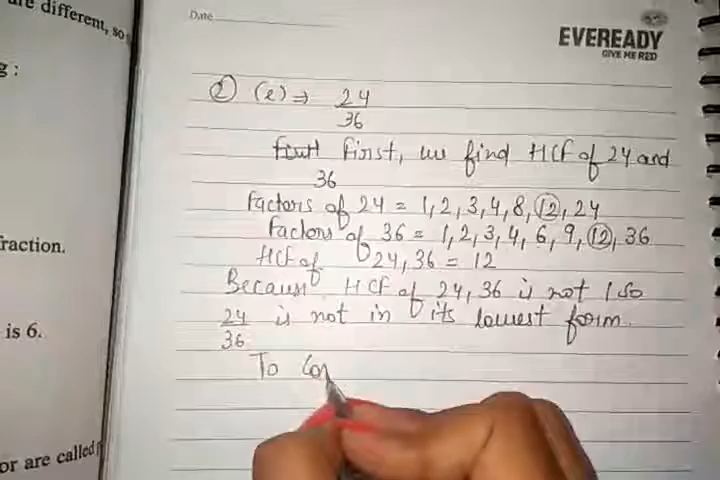 are different, so
g :
raction.
is 6.
or are called
Date
EVEREADY
GIVE ME RED
② (e) ⇒ 24/36
First, we find HCF of 24 and
36
Factors of 24 = 1, 2, 3, 4, 8, 12, 24
Factors of 36 = 1, 2, 3, 4, 6, 9, 12, 36
HCF of 24, 36 = 12
Because HCF of 24, 36 is not 1 so
24/36 is not in its lowest form.
To Con